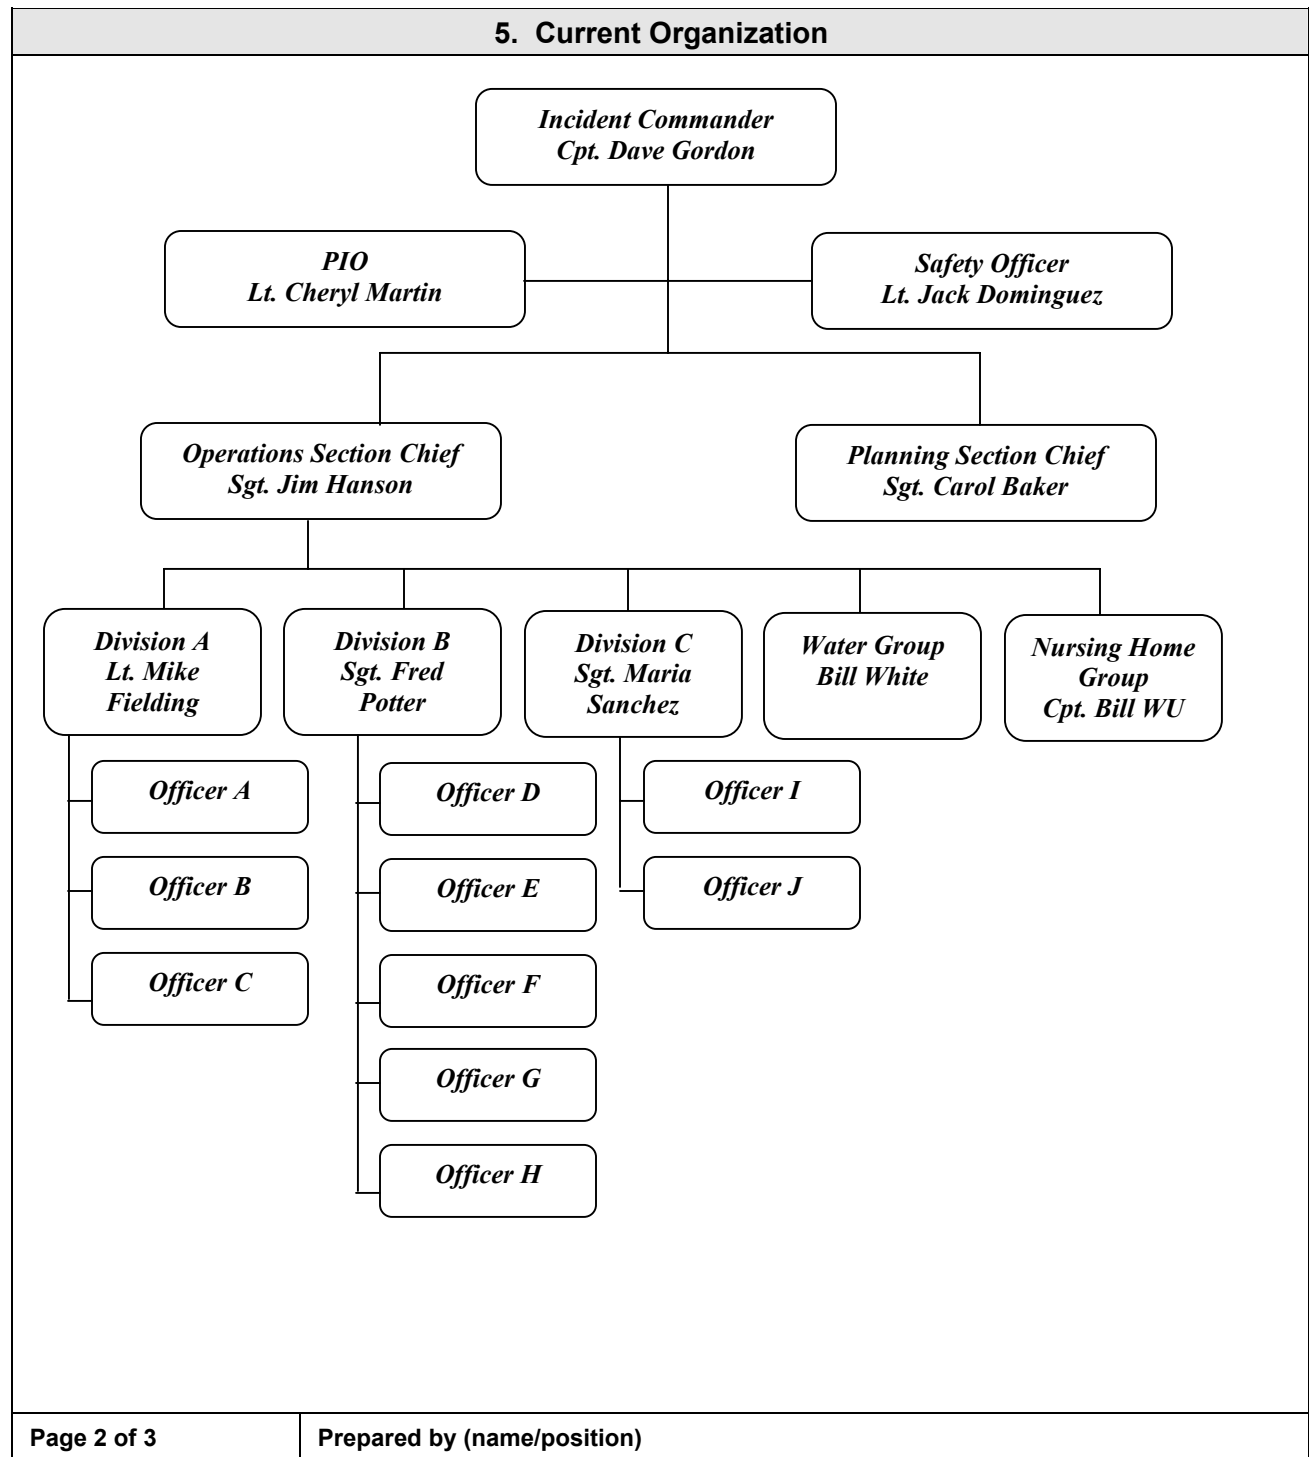 5. Current Organization
Incident Commander
Cpt. Dave Gordon
PIO
Lt. Cheryl Martin
Safety Officer
Lt. Jack Dominguez
Operations Section Chief
Sgt. Jim Hanson
Planning Section Chief
Sgt. Carol Baker
Division A
Lt. Mike
Fielding
Division B
Sgt. Fred
Potter
Division C
Sgt. Maria
Sanchez
Water Group
Bill White
Nursing Home
Group
Cpt. Bill WU
Officer A
Officer B
Officer C
Officer D
Officer E
Officer F
Officer G
Officer H
Officer I
Officer J
Page 2 of 3
Prepared by (name/position)